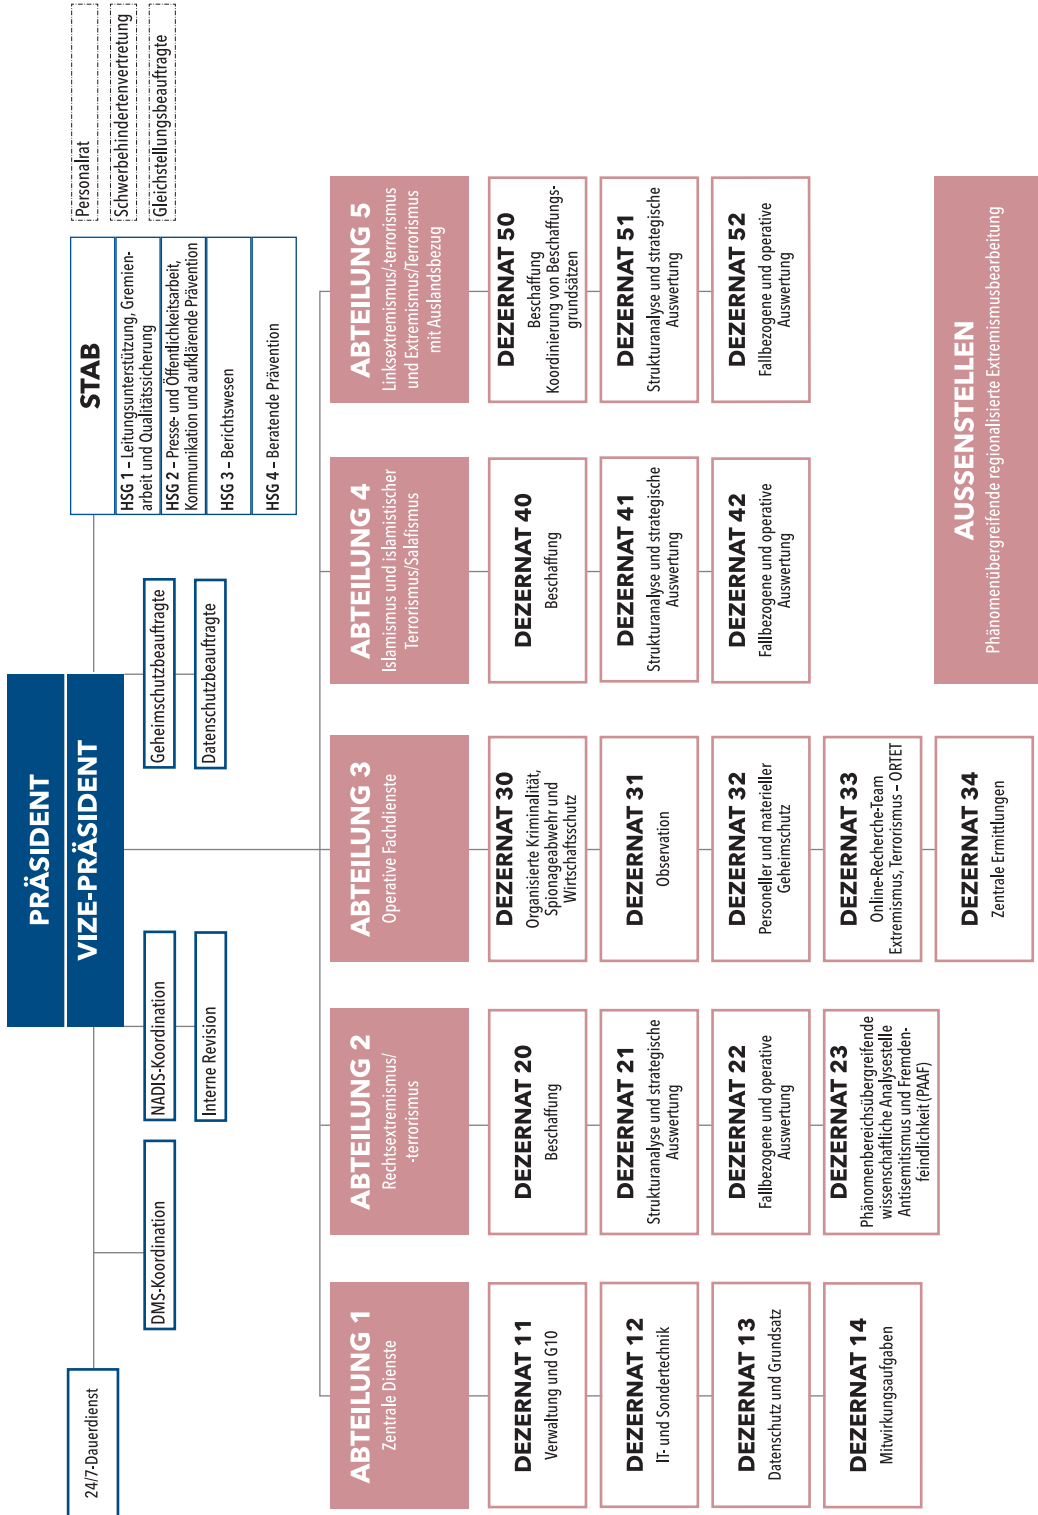 PRÄSIDENT
VIZE-PRÄSIDENT
24/7-Dauerdienst
DMS-Koordination
NADIS-Koordination
Interne Revision
Geheimschutzbeauftragte
Datenschutzbeauftragte
STAB
HSG 1 – Leitungsunterstützung, Gremien-
arbeit und Qualitätssicherung
HSG 2 – Presse- und Öffentlichkeitsarbeit,
Kommunikation und aufklärende Prävention
HSG 3 – Berichtswesen
HSG 4 – Beratende Prävention
Personalrat
Schwerbehindertenvertretung
Gleichstellungsbeauftragte
ABTEILUNG 1
Zentrale Dienste
DEZERNAT 11
Verwaltung und G10
DEZERNAT 12
IT- und Sondertechnik
DEZERNAT 13
Datenschutz und Grundsatz
DEZERNAT 14
Mitwirkungsaufgaben
ABTEILUNG 2
Rechtsextremismus/
-terrorismus
DEZERNAT 20
Beschaffung
DEZERNAT 21
Strukturanalyse und strategische
Auswertung
DEZERNAT 22
Fallbezogene und operative
Auswertung
DEZERNAT 23
Phänomenbereichsübergreifende
wissenschaftliche Analysestelle
Antisemitismus und Fremden-
feindlichkeit (PAAF)
ABTEILUNG 3
Operative Fachdienste
DEZERNAT 30
Organisierte Kriminalität,
Spionageabwehr und
Wirtschaftsschutz
DEZERNAT 31
Observation
DEZERNAT 32
Personeller und materieller
Geheimschutz
DEZERNAT 33
Online-Recherche-Team
Extremismus, Terrorismus – ORTET
DEZERNAT 34
Zentrale Ermittlungen
ABTEILUNG 4
Islamismus und islamistischer
Terrorismus/Salafismus
DEZERNAT 40
Beschaffung
DEZERNAT 41
Strukturanalyse und strategische
Auswertung
DEZERNAT 42
Fallbezogene und operative
Auswertung
ABTEILUNG 5
Linksextremismus/-terrorismus
und Extremismus/Terrorismus
mit Auslandsbezug
DEZERNAT 50
Beschaffung
Koordinierung von Beschaffungs-
grundsätzen
DEZERNAT 51
Strukturanalyse und strategische
Auswertung
DEZERNAT 52
Fallbezogene und operative
Auswertung
AUSSENSTELLEN
Phänomenübergreifende regionalisierte Extremismusbearbeitung